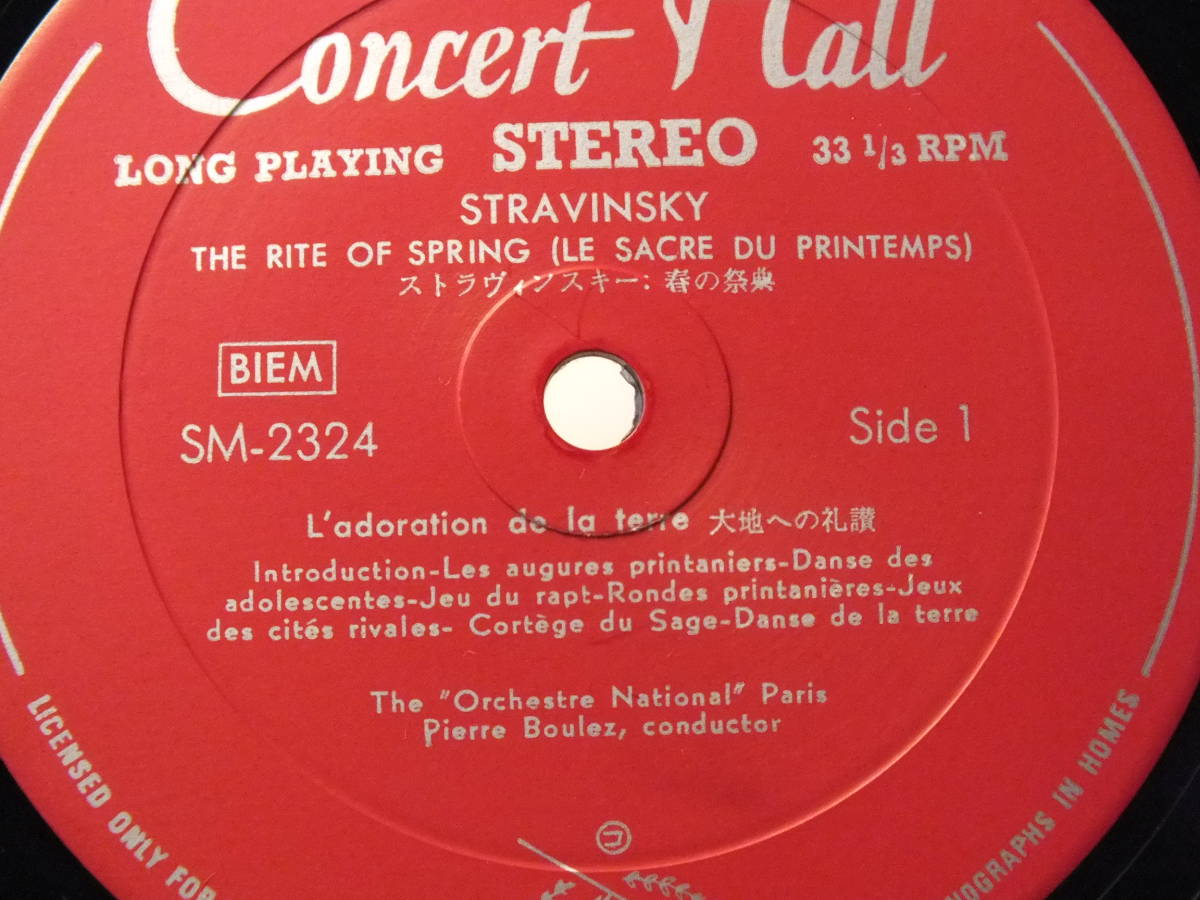 Concert Hall
LONG PLAYING STEREO 33 1/3 RPM
STRAVINSKY
THE RITE OF SPRING (LE SACRE DU PRINTEMPS)
ストラヴィンスキー: 春の祭典
BIEM
SM-2324
Side 1
L'adoration de la terre 大地への礼讃
Introduction-Les augures printaniers-Danse des
adolescentes-Jeu du rapt-Rondes printanières-Jeux
des cités rivales- Cortège du Sage-Danse de la terre
The "Orchestre National" Paris
Pierre Boulez, conductor
コ
LICENSED ONLY FOR
NOGRAPHS IN HOMES